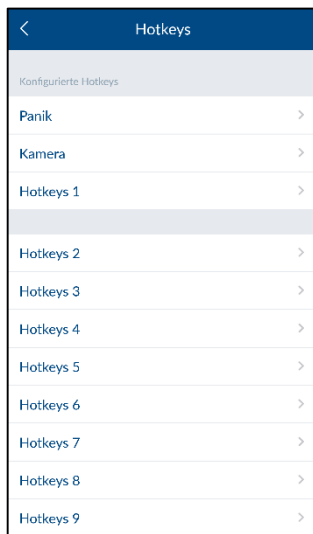 Hotkeys
Konfigurierte Hotkeys
Panik
Kamera
Hotkeys 1
Hotkeys 2
Hotkeys 3
Hotkeys 4
Hotkeys 5
Hotkeys 6
Hotkeys 7
Hotkeys 8
Hotkeys 9